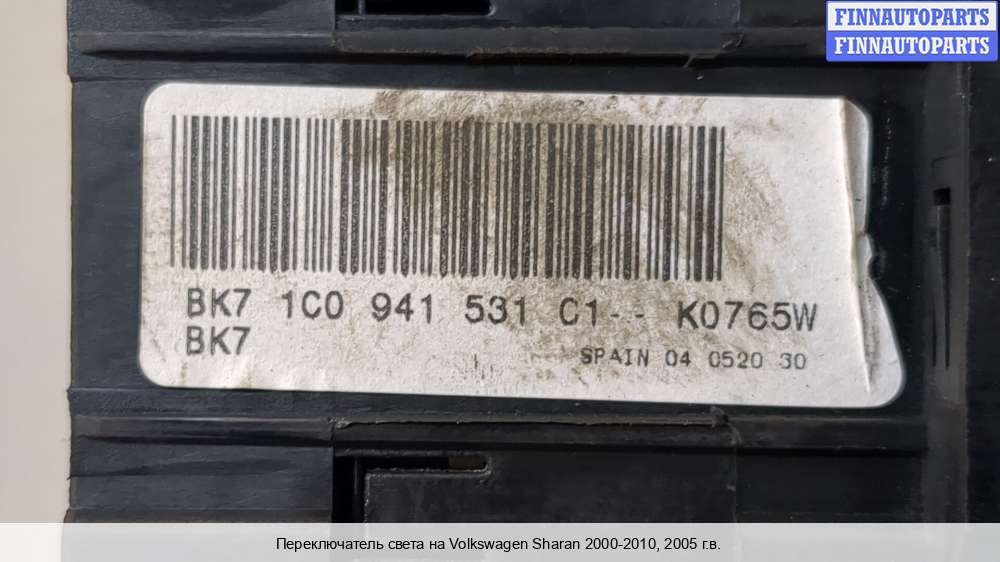 FINNAUTOPARTS
FINNAUTOPARTS
BK7 1C0 941 531 C1-- K0765W
BK7
SPAIN 04 0520 30
Переключатель света на Volkswagen Sharan 2000-2010, 2005 г.в.